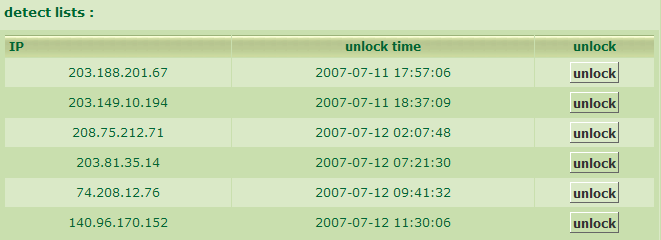 detect lists :
IP unlock time unlock
203.188.201.67 2007-07-11 17:57:06 unlock
203.149.10.194 2007-07-11 18:37:09 unlock
208.75.212.71 2007-07-12 02:07:48 unlock
203.81.35.14 2007-07-12 07:21:30 unlock
74.208.12.76 2007-07-12 09:41:32 unlock
140.96.170.152 2007-07-12 11:30:06 unlock